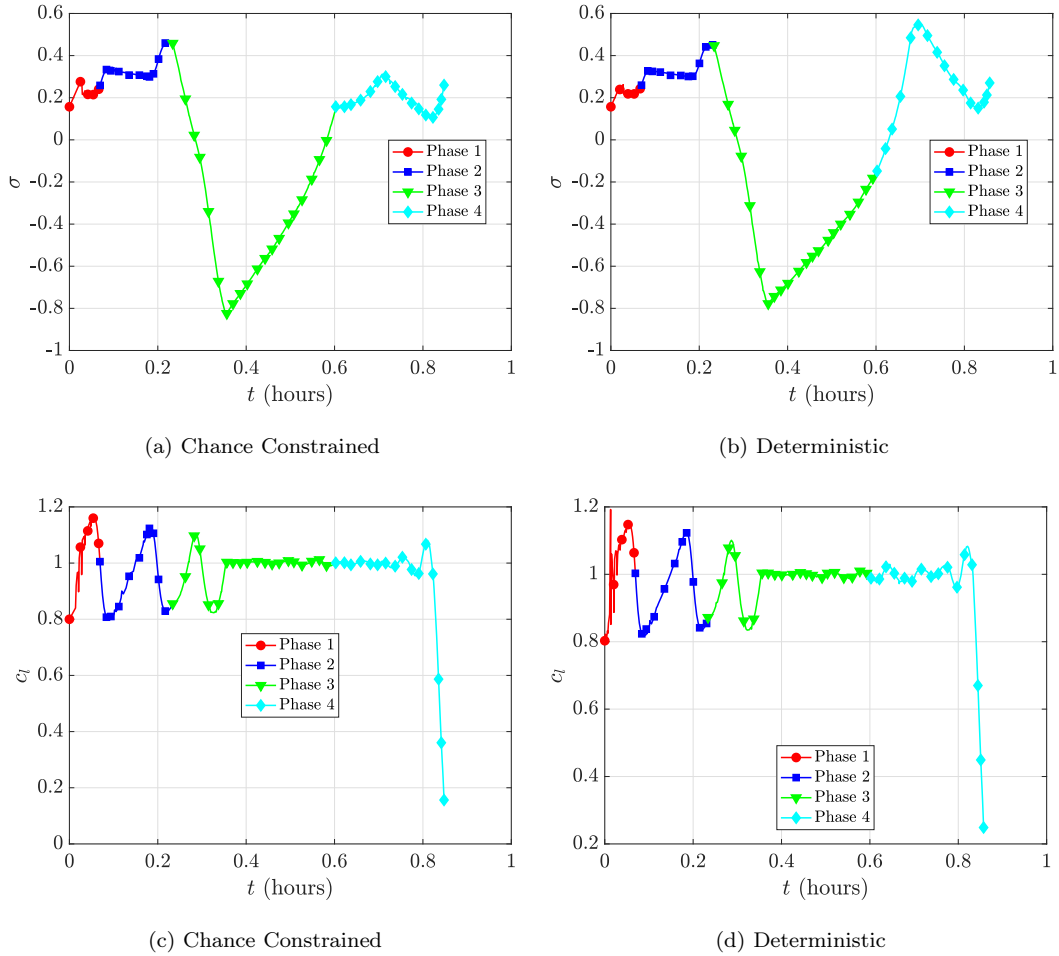 0.6
0.4
0.2
0
-0.2
-0.4
-0.6
-0.8
-1
σ
0 0.2 0.4 0.6 0.8 1
t (hours)
Phase 1
Phase 2
Phase 3
Phase 4
(a) Chance Constrained
0.6
0.4
0.2
0
-0.2
-0.4
-0.6
-0.8
-1
σ
0 0.2 0.4 0.6 0.8 1
t (hours)
Phase 1
Phase 2
Phase 3
Phase 4
(b) Deterministic
1.2
1
0.8
0.6
0.4
0.2
0
c_l
0 0.2 0.4 0.6 0.8 1
t (hours)
Phase 1
Phase 2
Phase 3
Phase 4
(c) Chance Constrained
1.2
1
0.8
0.6
0.4
0.2
c_l
0 0.2 0.4 0.6 0.8 1
t (hours)
Phase 1
Phase 2
Phase 3
Phase 4
(d) Deterministic